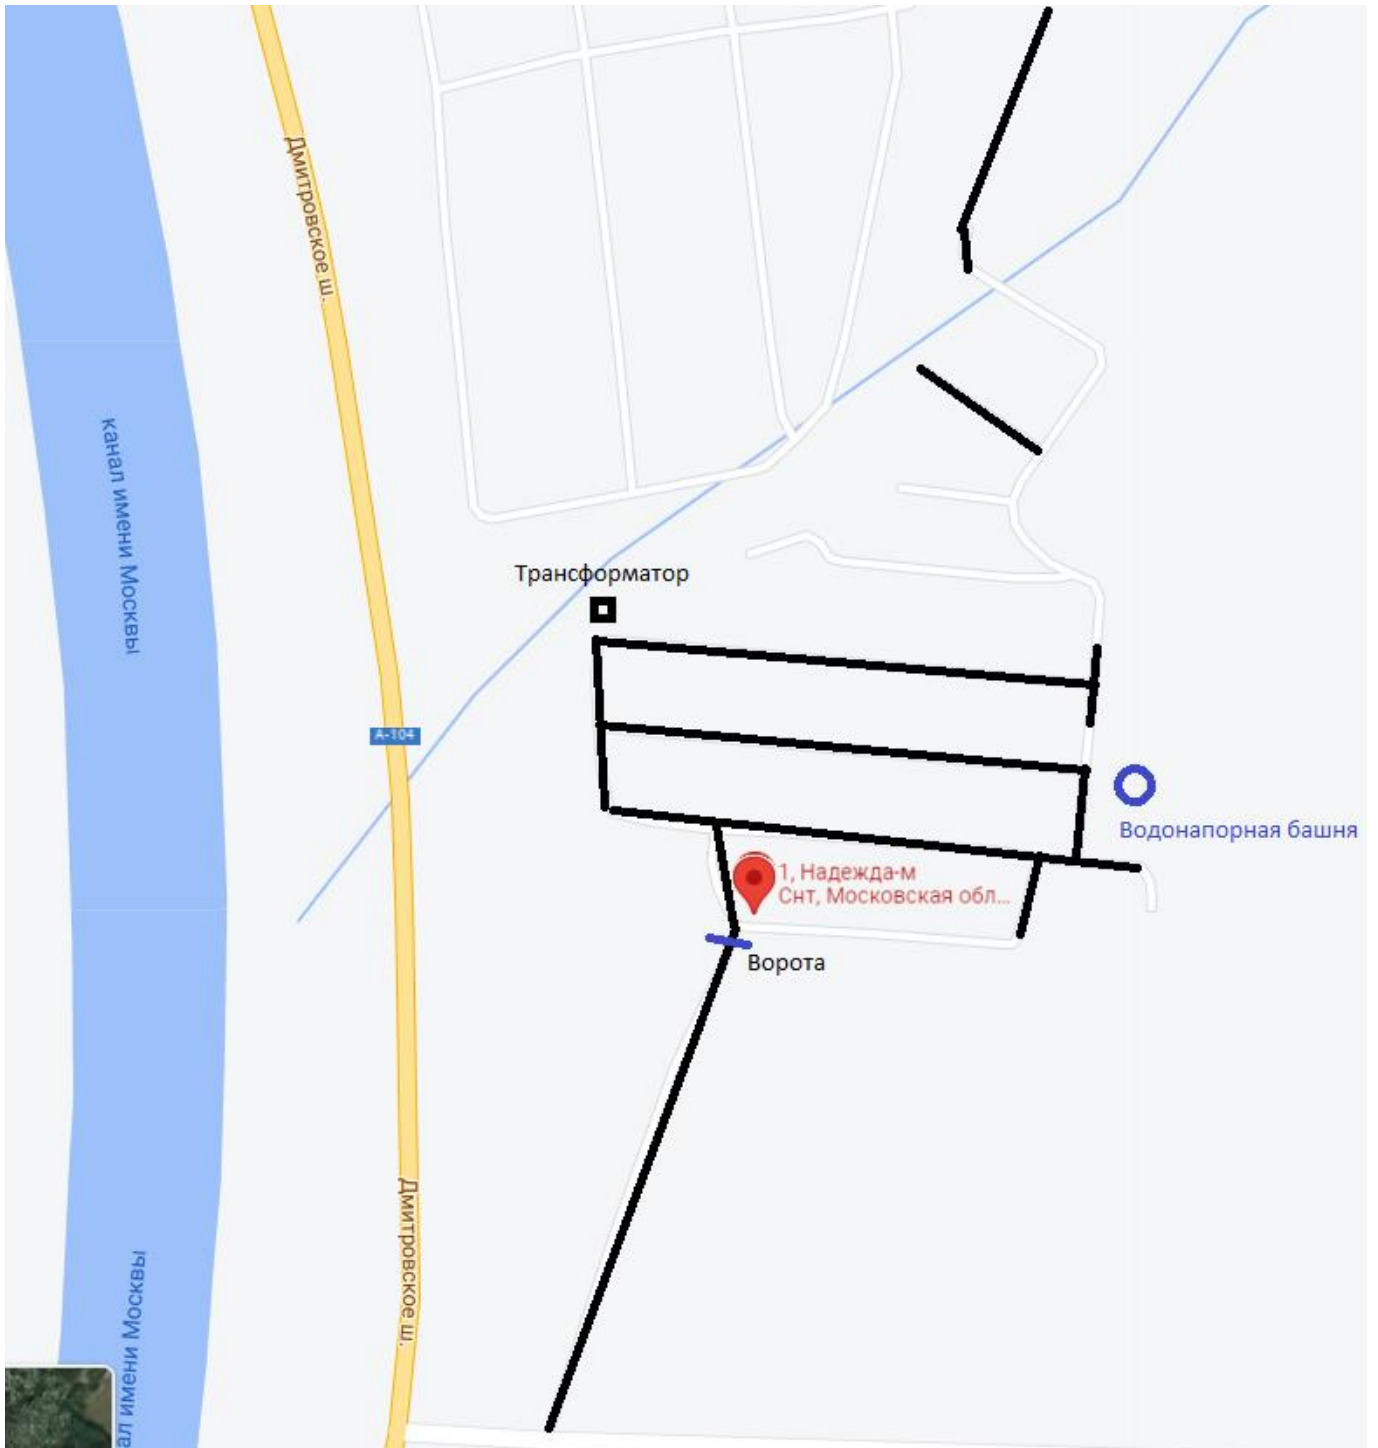 Дмитровское ш.
канал имени Москвы
Трансформатор
А-104
Водонапорная башня
1, Надежда-м
Снт, Московская обл...
Ворота
Дмитровское ш.
ал имени Москвы